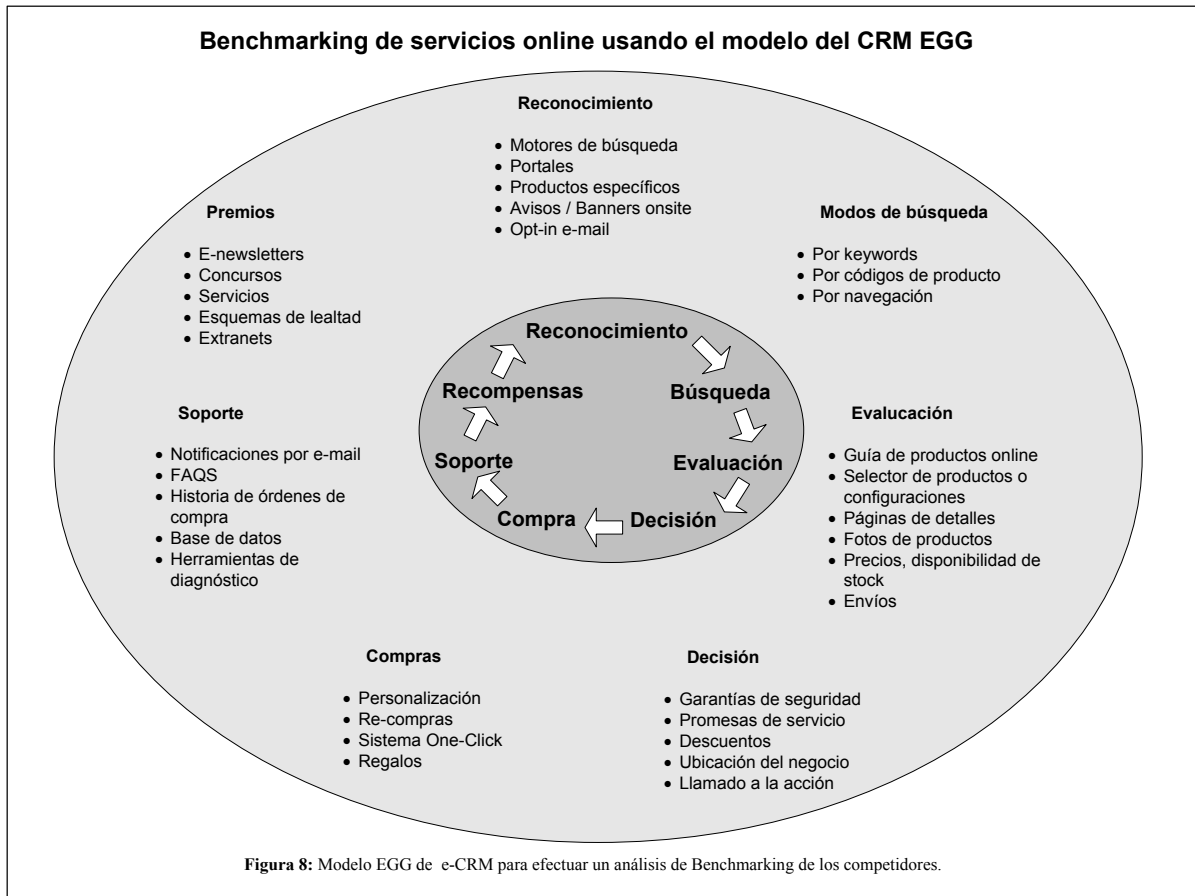 Benchmarking de servicios online usando el modelo del CRM EGG
Reconocimiento
• Motores de búsqueda
• Portales
• Productos específicos
• Avisos / Banners onsite
• Opt-in e-mail
Premios
• E-newsletters
• Concursos
• Servicios
• Esquemas de lealtad
• Extranets
Modos de búsqueda
• Por keywords
• Por códigos de producto
• Por navegación
Reconocimiento
Búsqueda
Evaluación
Decisión
Compra
Soporte
Recompensas
Soporte
• Notificaciones por e-mail
• FAQS
• Historia de órdenes de
compra
• Base de datos
• Herramientas de
diagnóstico
Evalucación
• Guía de productos online
• Selector de productos o
configuraciones
• Páginas de detalles
• Fotos de productos
• Precios, disponibilidad de
stock
• Envíos
Compras
• Personalización
• Re-compras
• Sistema One-Click
• Regalos
Decisión
• Garantías de seguridad
• Promesas de servicio
• Descuentos
• Ubicación del negocio
• Llamado a la acción
Figura 8: Modelo EGG de e-CRM para efectuar un análisis de Benchmarking de los competidores.